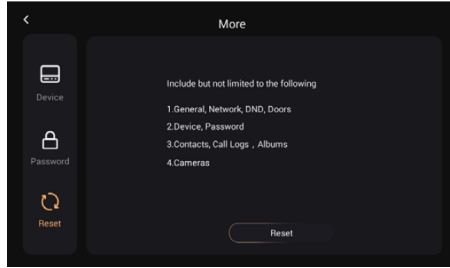 More
Device
Password
Reset
Include but not limited to the following
1.General, Network, DND, Doors
2.Device, Password
3.Contacts, Call Logs , Albums
4.Cameras
Reset